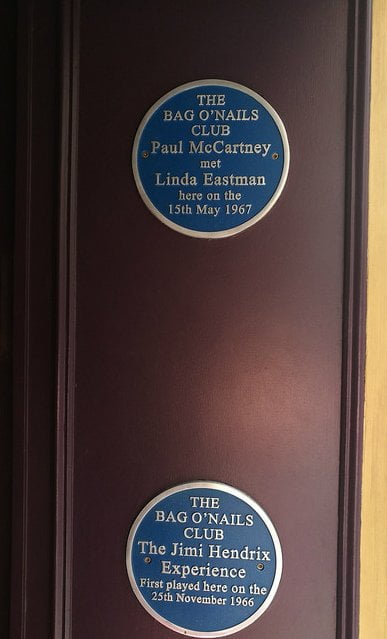 THE
BAG O'NAILS
CLUB
Paul McCartney
met
Linda Eastman
here on the
15th May 1967
THE
BAG O'NAILS
CLUB
The Jimi Hendrix
Experience
First played here on the
25th November 1966